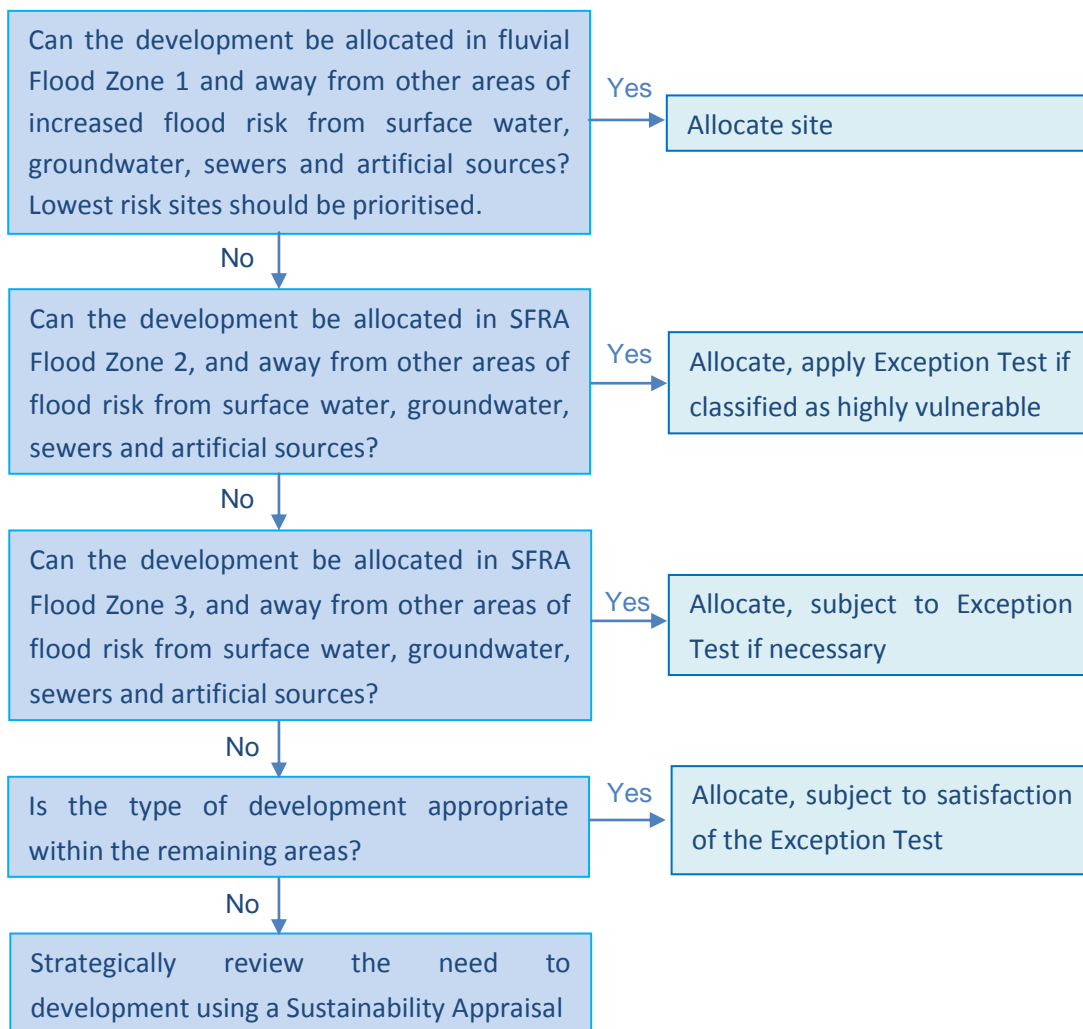 Can the development be allocated in fluvial
Flood Zone 1 and away from other areas of
increased flood risk from surface water,
groundwater, sewers and artificial sources?
Lowest risk sites should be prioritised.
Yes
Allocate site
No
Can the development be allocated in SFRA
Flood Zone 2, and away from other areas of
flood risk from surface water, groundwater,
sewers and artificial sources?
Yes
Allocate, apply Exception Test if
classified as highly vulnerable
No
Can the development be allocated in SFRA
Flood Zone 3, and away from other areas of
flood risk from surface water, groundwater,
sewers and artificial sources?
Yes
Allocate, subject to Exception
Test if necessary
No
Is the type of development appropriate
within the remaining areas?
Yes
Allocate, subject to satisfaction
of the Exception Test
No
Strategically review the need to
development using a Sustainability Appraisal